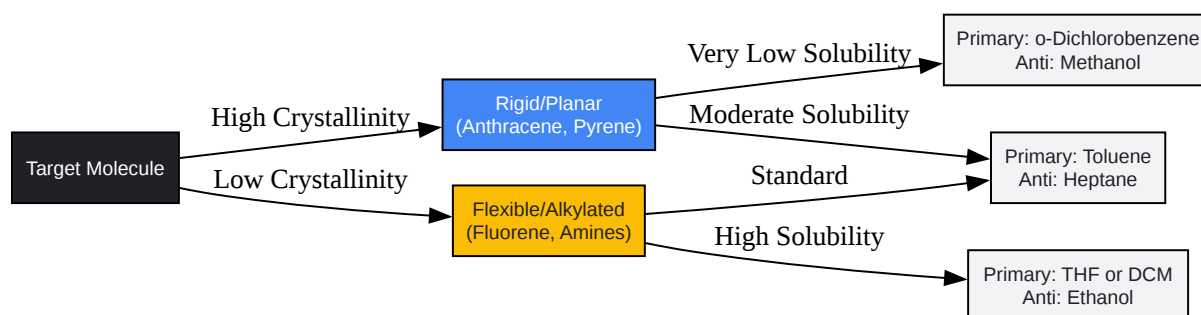 Target Molecule
High Crystallinity
Low Crystallinity
Rigid/Planar
(Anthracene, Pyrene)
Flexible/Alkylated
(Fluorene, Amines)
Very Low Solubility
Moderate Solubility
Standard
High Solubility
Primary: o-Dichlorobenzene
Anti: Methanol
Primary: Toluene
Anti: Heptane
Primary: THF or DCM
Anti: Ethanol